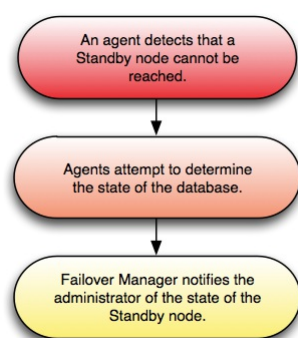 An agent detects that a
Standby node cannot be
reached.
Agents attempt to determine
the state of the database.
Failover Manager notifies the
administrator of the state of the
Standby node.